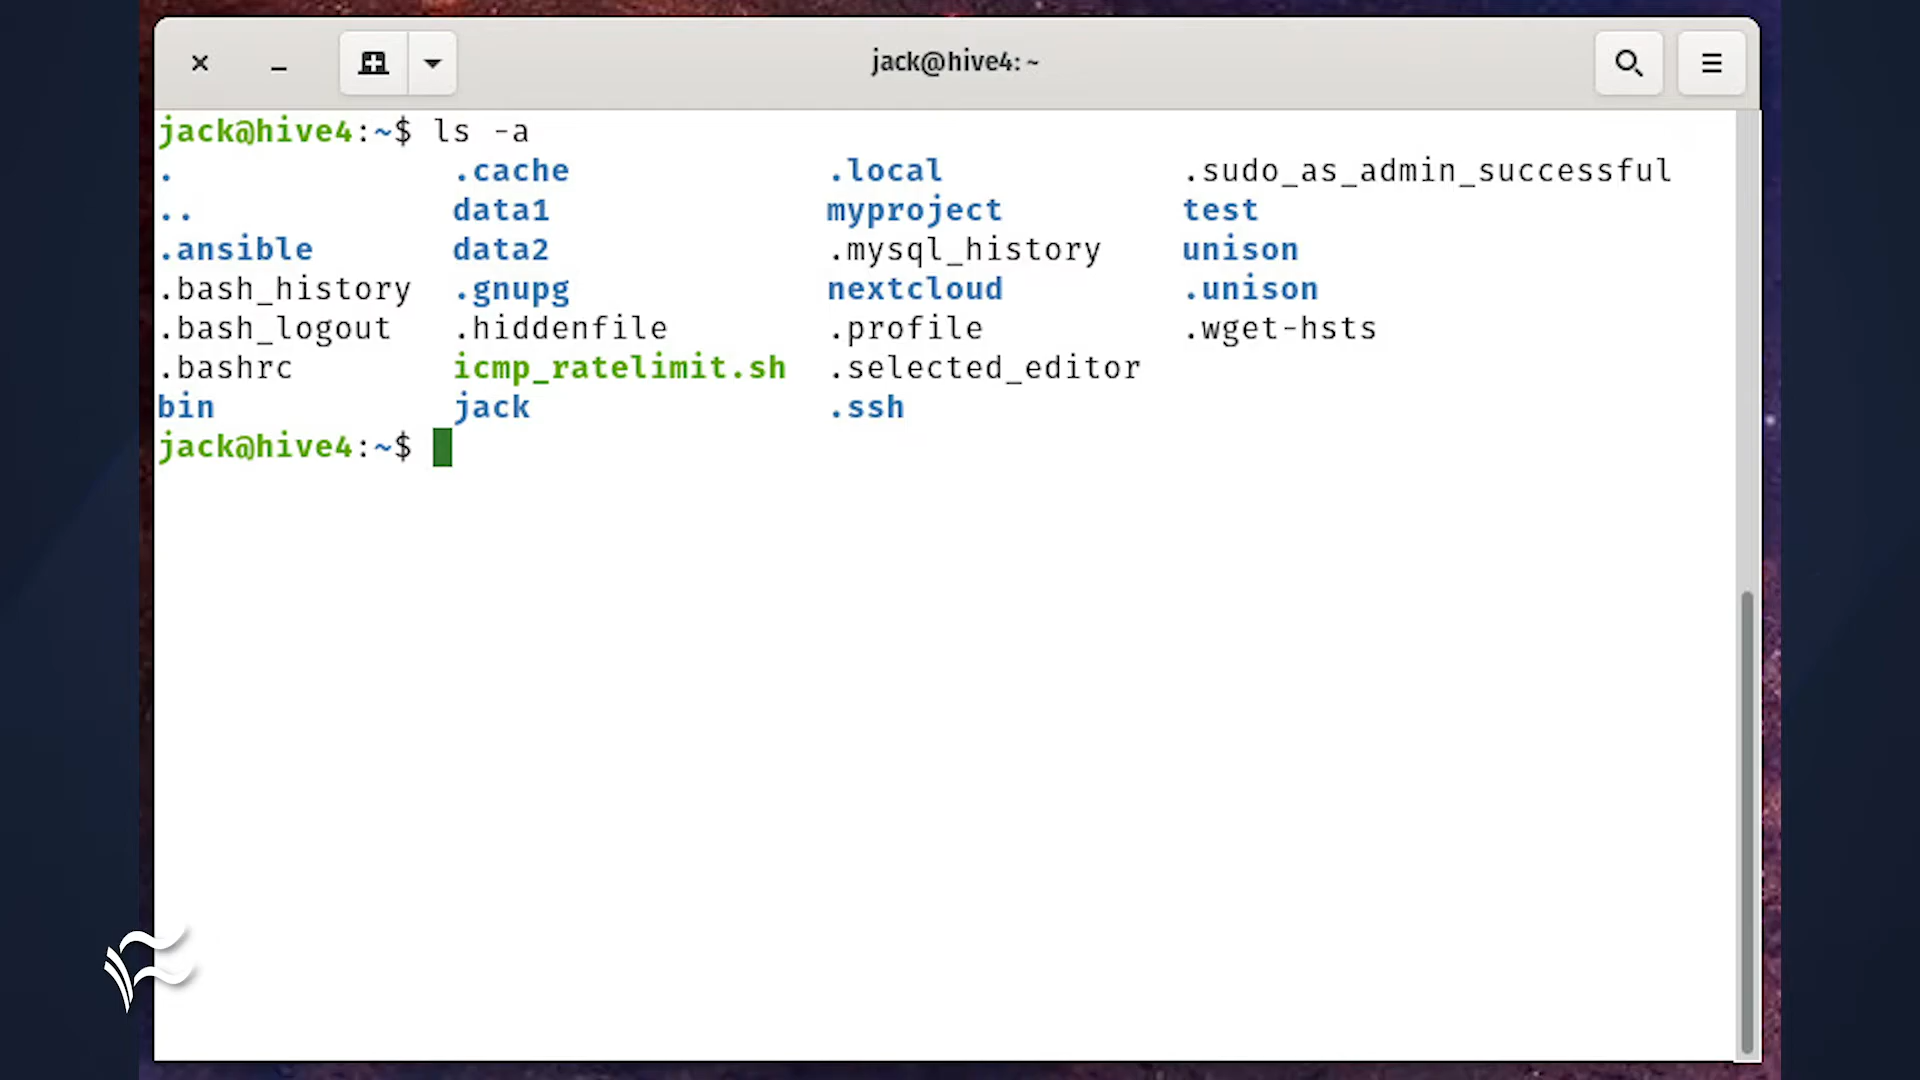 jack@hive4: ~
jack@hive4:~$ ls -a
. .cache .local .sudo_as_admin_successful
.. data1 myproject test
.ansible data2 .mysql_history unison
.bash_history .gnupg nextcloud .unison
.bash_logout .hiddenfile .profile .wget-hsts
.bashrc icmp_ratelimit.sh .selected_editor
bin jack .ssh
jack@hive4:~$